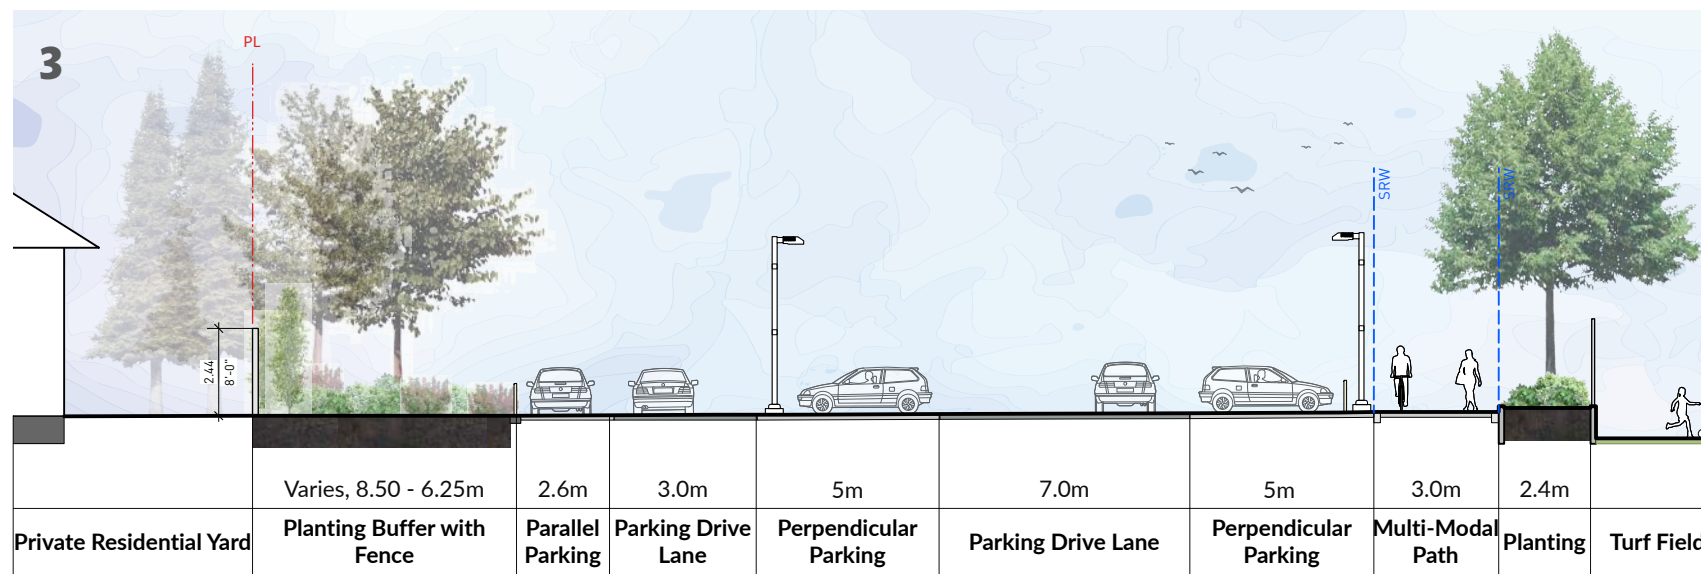 3
PL
SRW
SRW
2.44
8'-0"
Varies, 8.50 - 6.25m
2.6m
3.0m
5m
7.0m
5m
3.0m
2.4m
Private Residential Yard
Planting Buffer with
Fence
Parallel
Parking
Parking Drive
Lane
Perpendicular
Parking
Parking Drive Lane
Perpendicular
Parking
Multi-Modal
Path
Planting
Turf Field